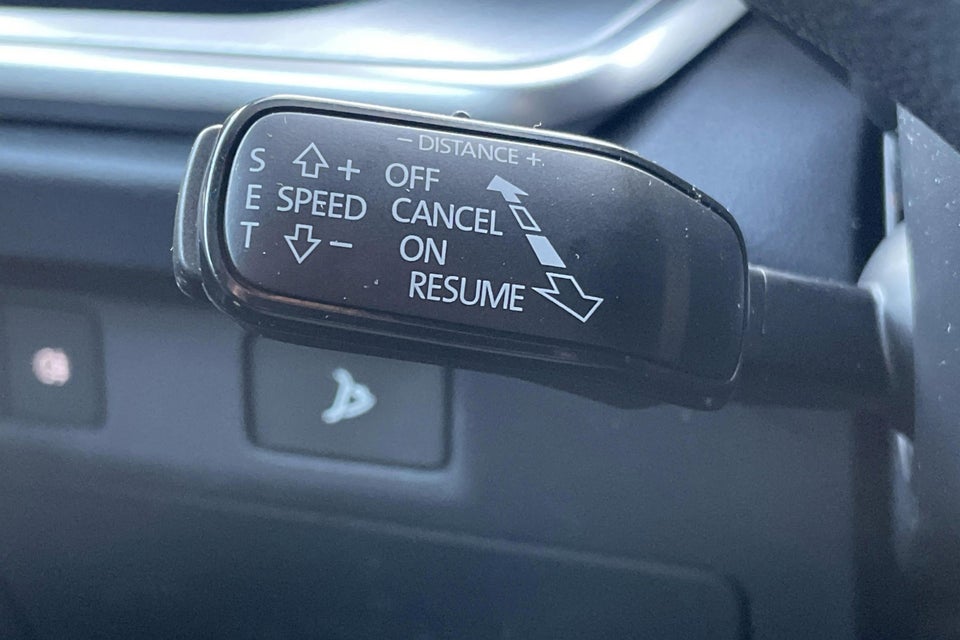 − DISTANCE +
S + OFF
E SPEED CANCEL
T − ON
RESUME